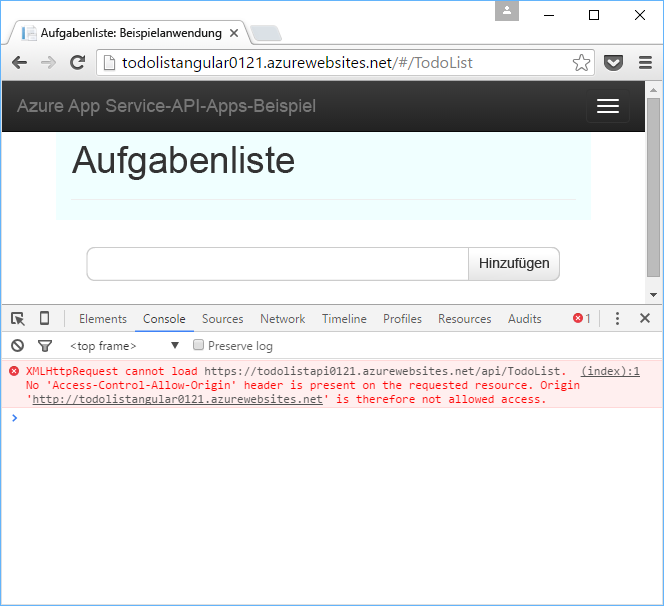 Aufgabenliste: Beispielanwendung
todolistangular0121.azurewebsites.net/#/TodoList
Azure App Service-API-Apps-Beispiel
Aufgabenliste
Hinzufügen
Elements Console Sources Network Timeline Profiles Resources Audits 1
<top frame> Preserve log
XMLHttpRequest cannot load https://todolistapi0121.azurewebsites.net/api/TodoList. (index):1
No 'Access-Control-Allow-Origin' header is present on the requested resource. Origin
'http://todolistangular0121.azurewebsites.net' is therefore not allowed access.